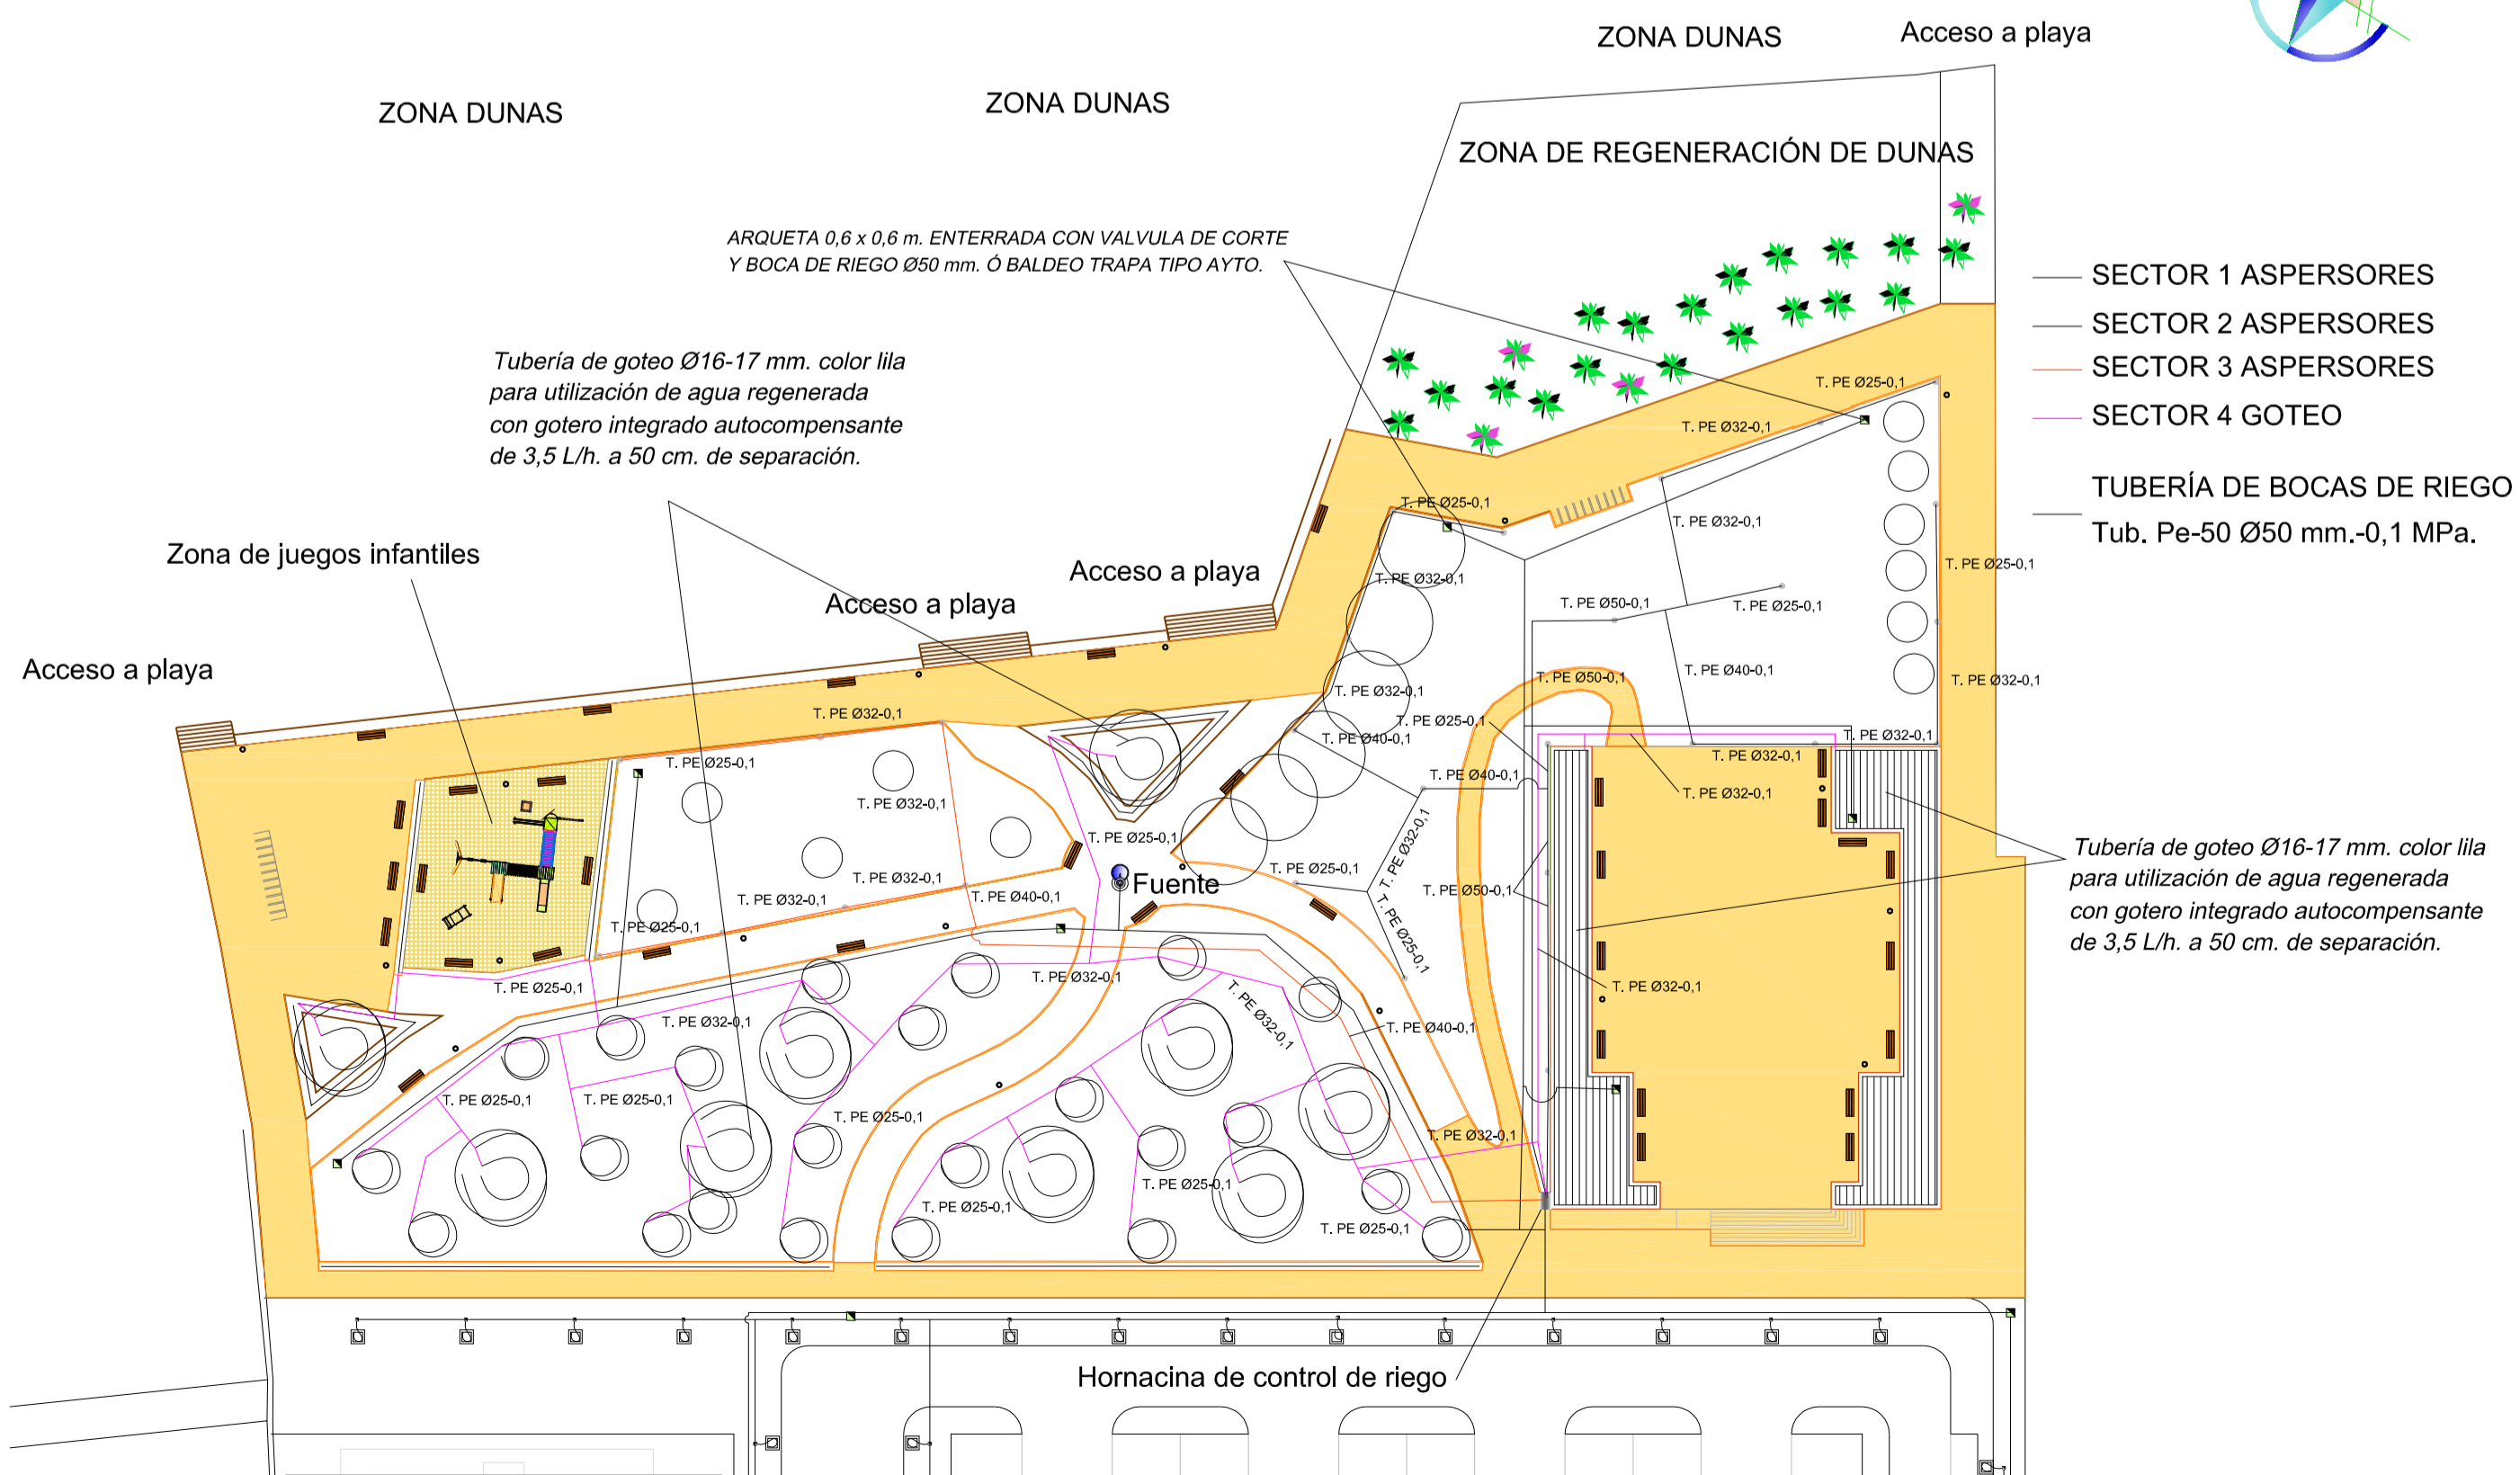 ZONA DUNAS
Acceso a playa
ZONA DUNAS
ZONA DUNAS
ZONA DE REGENERACIÓN DE DUNAS
ARQUETA 0,6 x 0,6 m. ENTERRADA CON VALVULA DE CORTE
Y BOCA DE RIEGO Ø50 mm. Ó BALDEO TRAPA TIPO AYTO.
SECTOR 1 ASPERSORES
SECTOR 2 ASPERSORES
SECTOR 3 ASPERSORES
SECTOR 4 GOTEO
TUBERÍA DE BOCAS DE RIEGO
Tub. Pe-50 Ø50 mm.-0,1 MPa.
Tubería de goteo Ø16-17 mm. color lila
para utilización de agua regenerada
con gotero integrado autocompensante
de 3,5 L/h. a 50 cm. de separación.
T. PE Ø25-0,1
T. PE Ø32-0,1
T. PE Ø25-0,1
T. PE Ø32-0,1
Zona de juegos infantiles
Acceso a playa
T. PE Ø32-0,1
T. PE Ø25-0,1
Acceso a playa
T. PE Ø50-0,1
T. PE Ø25-0,1
Acceso a playa
T. PE Ø50-0,1
T. PE Ø40-0,1
T. PE Ø32-0,1
T. PE Ø32-0,1
T. PE Ø32-0,1
T. PE Ø25-0,1
T. PE Ø40-0,1
T. PE Ø32-0,1
T. PE Ø32-0,1
T. PE Ø25-0,1
T. PE Ø40-0,1
T. PE Ø32-0,1
T. PE Ø32-0,1
T. PE Ø25-0,1
T. PE Ø32-0,1
Tubería de goteo Ø16-17 mm. color lila
para utilización de agua regenerada
con gotero integrado autocompensante
de 3,5 L/h. a 50 cm. de separación.
T. PE Ø25-0,1
Fuente
T. PE Ø32-0,1
T. PE Ø32-0,1
T. PE Ø40-0,1
T. PE Ø50-0,1
T. PE Ø25-0,1
T. PE Ø25-0,1
T. PE Ø25-0,1
T. PE Ø32-0,1
T. PE Ø32-0,1
T. PE Ø32-0,1
T. PE Ø32-0,1
T. PE Ø40-0,1
T. PE Ø25-0,1
T. PE Ø25-0,1
T. PE Ø25-0,1
T. PE Ø32-0,1
T. PE Ø25-0,1
T. PE Ø25-0,1
T. PE Ø25-0,1
Hornacina de control de riego